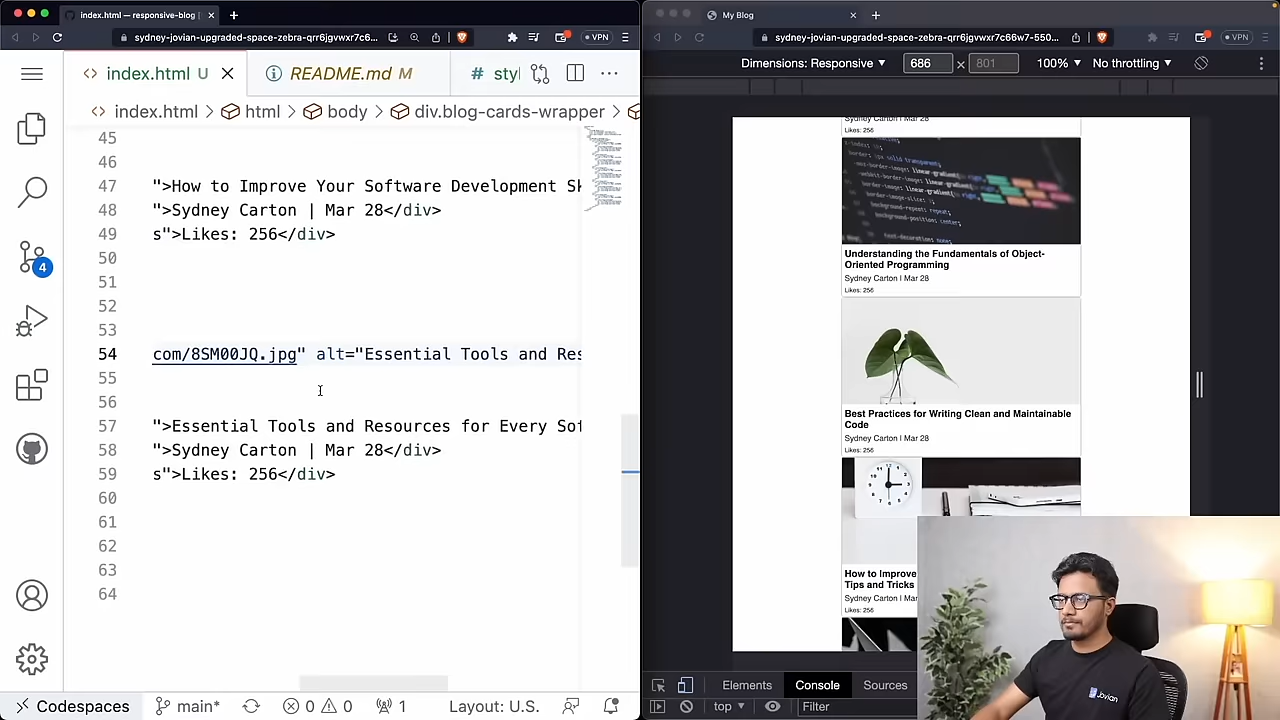 index.html — responsive-blog |
My Blog
sydney-jovian-upgraded-space-zebra-qrr6jgvwxr7c6...
VPN
sydney-jovian-upgraded-space-zebra-qrr6jgvwxr7c66w7-550...
VPN
index.html U
README.md M
# styl
Dimensions: Responsive
686
801
100%
No throttling
index.html > html > body > div.blog-cards-wrapper >
45
46
47 ">How to Improve Your Software Development Sk
48 ">Sydney Carton | Mar 28</div>
49 s">Likes: 256</div>
50
51
52
53
54 com/8SM00JQ.jpg" alt="Essential Tools and Res
55
56
57 ">Essential Tools and Resources for Every Sof
58 ">Sydney Carton | Mar 28</div>
59 s">Likes: 256</div>
60
61
62
63
64
4
Codespaces
main*
0
0
1
Layout: U.S.
Sydney Carton | Mar 28
Likes: 256
Understanding the Fundamentals of Object-
Oriented Programming
Sydney Carton | Mar 28
Likes: 256
Best Practices for Writing Clean and Maintainable
Code
Sydney Carton | Mar 28
Likes: 256
How to Improve
Tips and Tricks
Sydney Carton | Mar
Likes: 256
Elements
Console
Sources
top
Filter